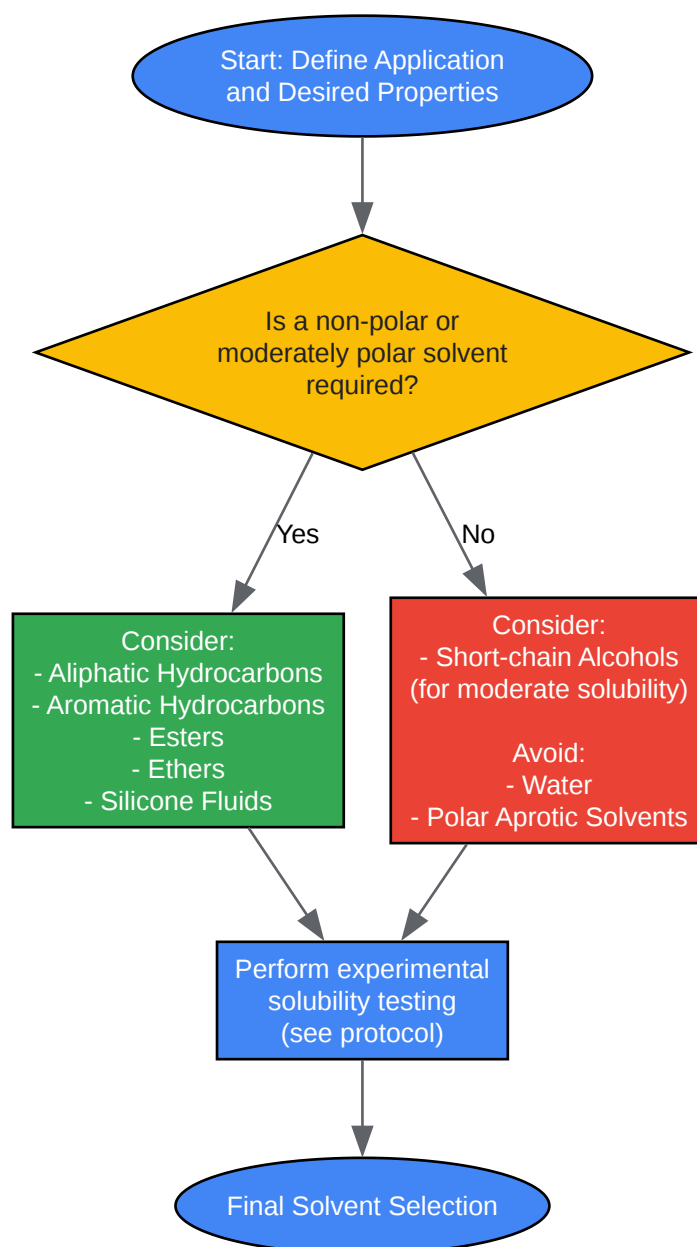 Start: Define Application
and Desired Properties
Is a non-polar or
moderately polar solvent
required?
Yes
No
Consider:
- Aliphatic Hydrocarbons
- Aromatic Hydrocarbons
- Esters
- Ethers
- Silicone Fluids
Consider:
- Short-chain Alcohols
(for moderate solubility)
Avoid:
- Water
- Polar Aprotic Solvents
Perform experimental
solubility testing
(see protocol)
Final Solvent Selection